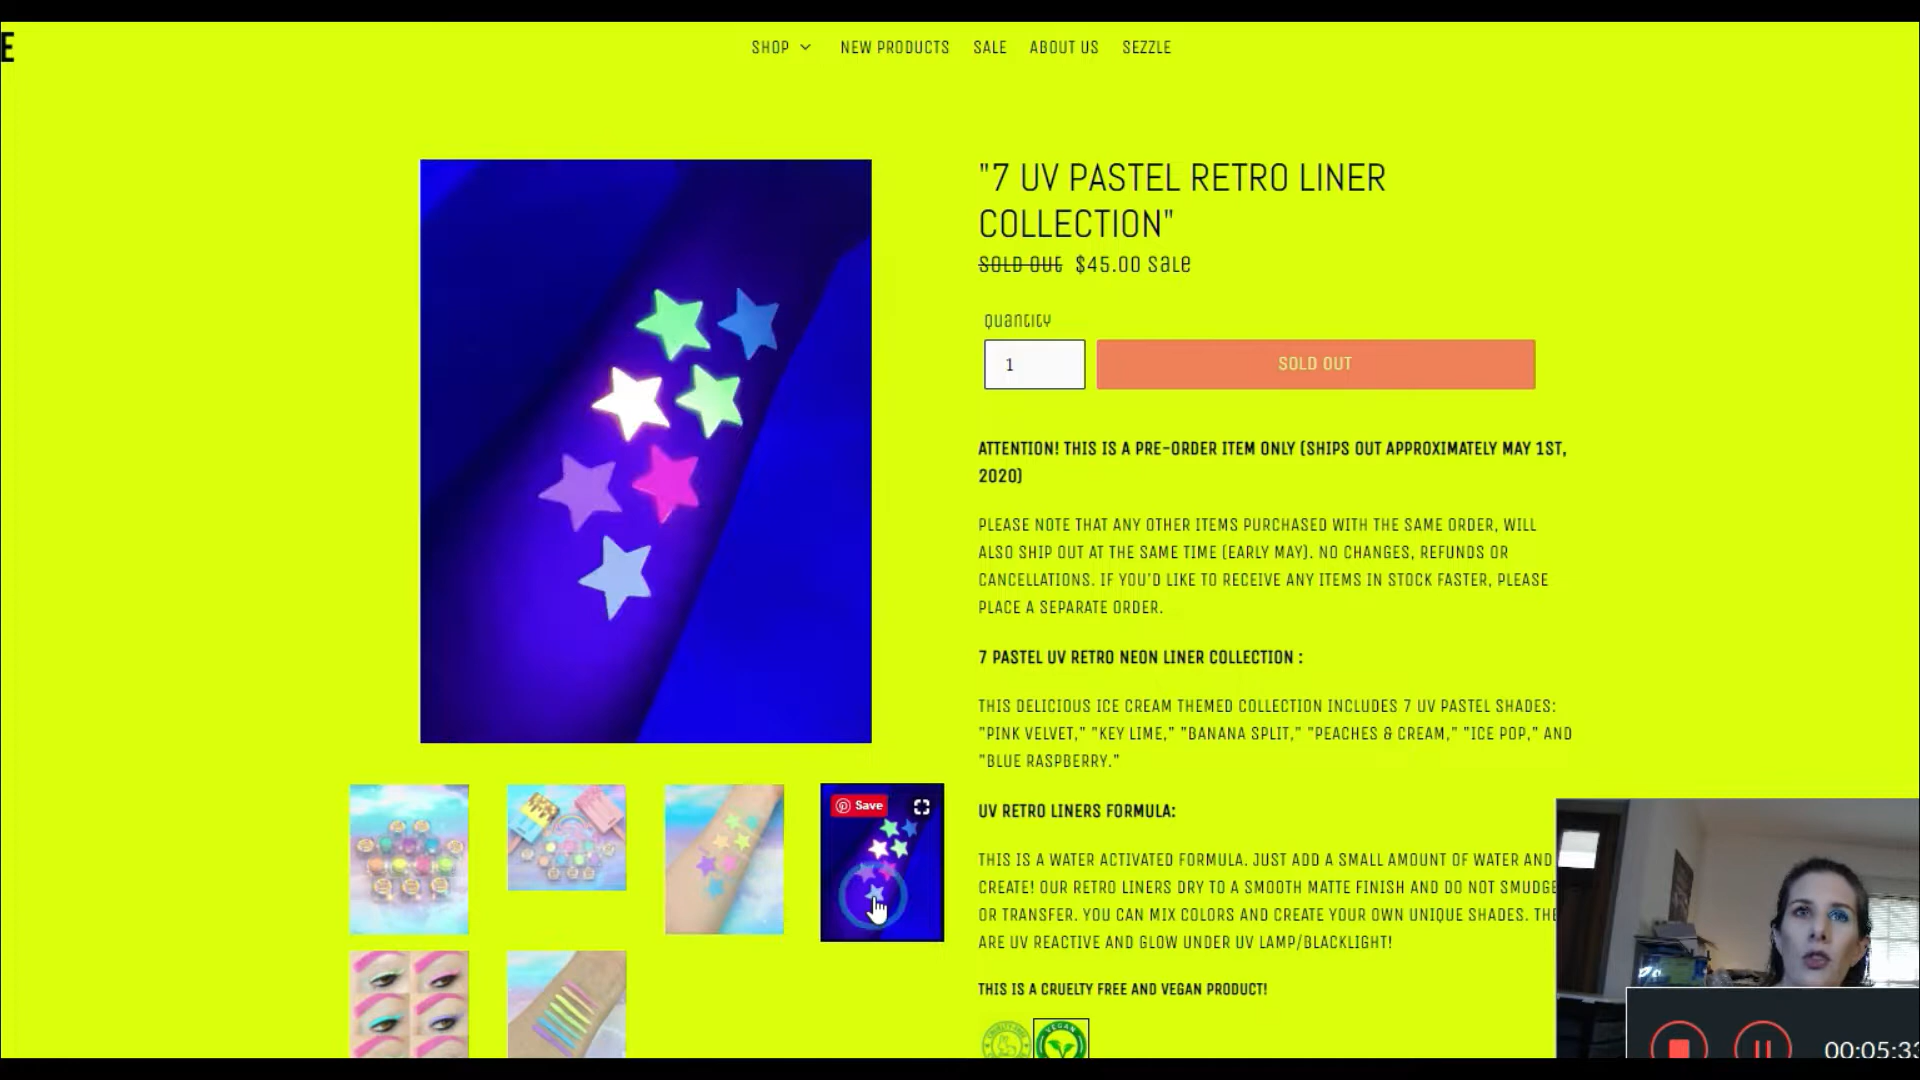 E
SHOP
NEW PRODUCTS
SALE
ABOUT US
SEZZLE
"7 UV PASTEL RETRO LINER
COLLECTION"
SOLD OUT $45.00 Sale
Quantity
1
SOLD OUT
ATTENTION! THIS IS A PRE-ORDER ITEM ONLY (SHIPS OUT APPROXIMATELY MAY 1ST,
2020)
PLEASE NOTE THAT ANY OTHER ITEMS PURCHASED WITH THE SAME ORDER, WILL
ALSO SHIP OUT AT THE SAME TIME (EARLY MAY). NO CHANGES, REFUNDS OR
CANCELLATIONS. IF YOU'D LIKE TO RECEIVE ANY ITEMS IN STOCK FASTER, PLEASE
PLACE A SEPARATE ORDER.
7 PASTEL UV RETRO NEON LINER COLLECTION :
THIS DELICIOUS ICE CREAM THEMED COLLECTION INCLUDES 7 UV PASTEL SHADES:
"PINK VELVET," "KEY LIME," "BANANA SPLIT," "PEACHES & CREAM," "ICE POP," AND
"BLUE RASPBERRY."
UV RETRO LINERS FORMULA:
THIS IS A WATER ACTIVATED FORMULA. JUST ADD A SMALL AMOUNT OF WATER AND
CREATE! OUR RETRO LINERS DRY TO A SMOOTH MATTE FINISH AND DO NOT SMUDGE
OR TRANSFER. YOU CAN MIX COLORS AND CREATE YOUR OWN UNIQUE SHADES. THE
ARE UV REACTIVE AND GLOW UNDER UV LAMP/BLACKLIGHT!
THIS IS A CRUELTY FREE AND VEGAN PRODUCT!
Save
CRUELTY FREE
VEGAN
00:05:33